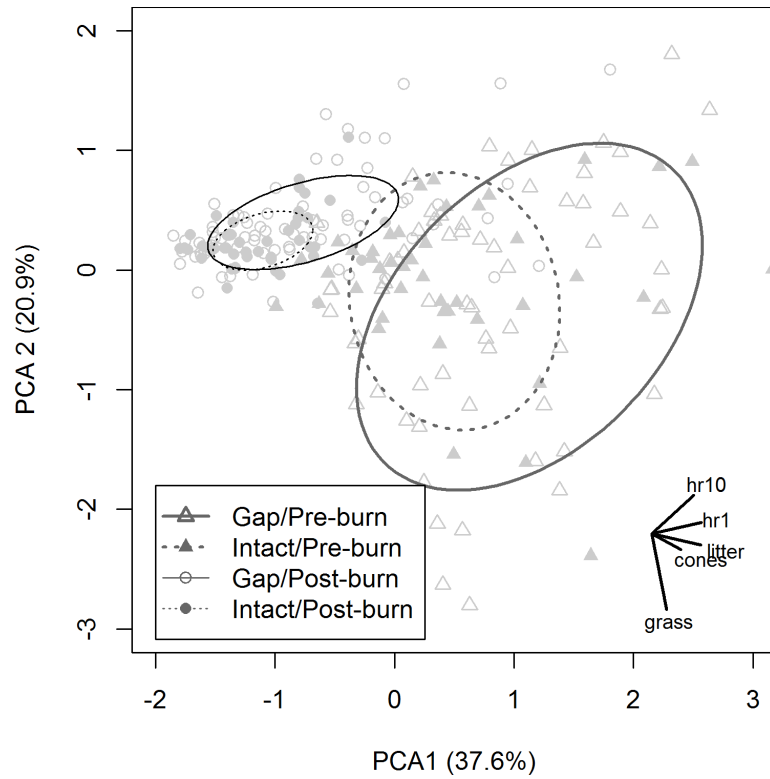 2
1
0
-1
-2
-3
PCA 2 (20.9%)
hr10
hr1
litter
cones
grass
Gap/Pre-burn
Intact/Pre-burn
Gap/Post-burn
Intact/Post-burn
-2
-1
0
1
2
3
PCA1 (37.6%)